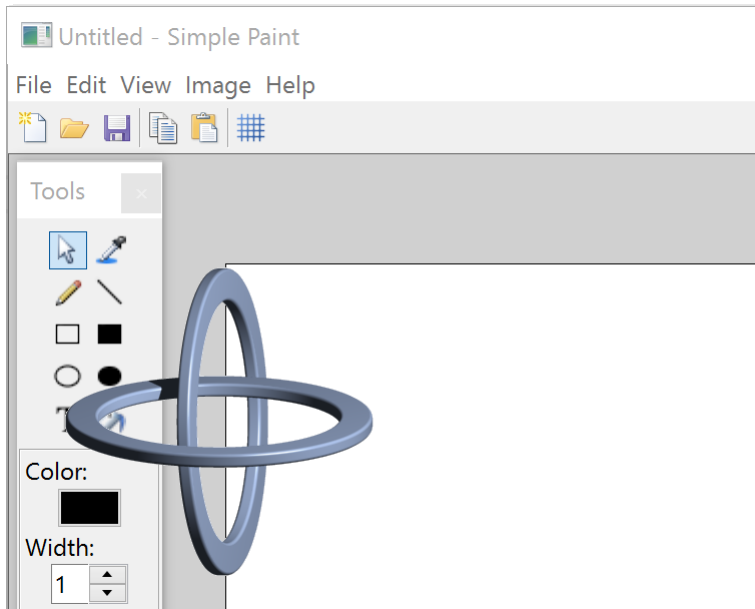 Untitled - Simple Paint
File Edit View Image Help
Tools
Color:
Width:
1